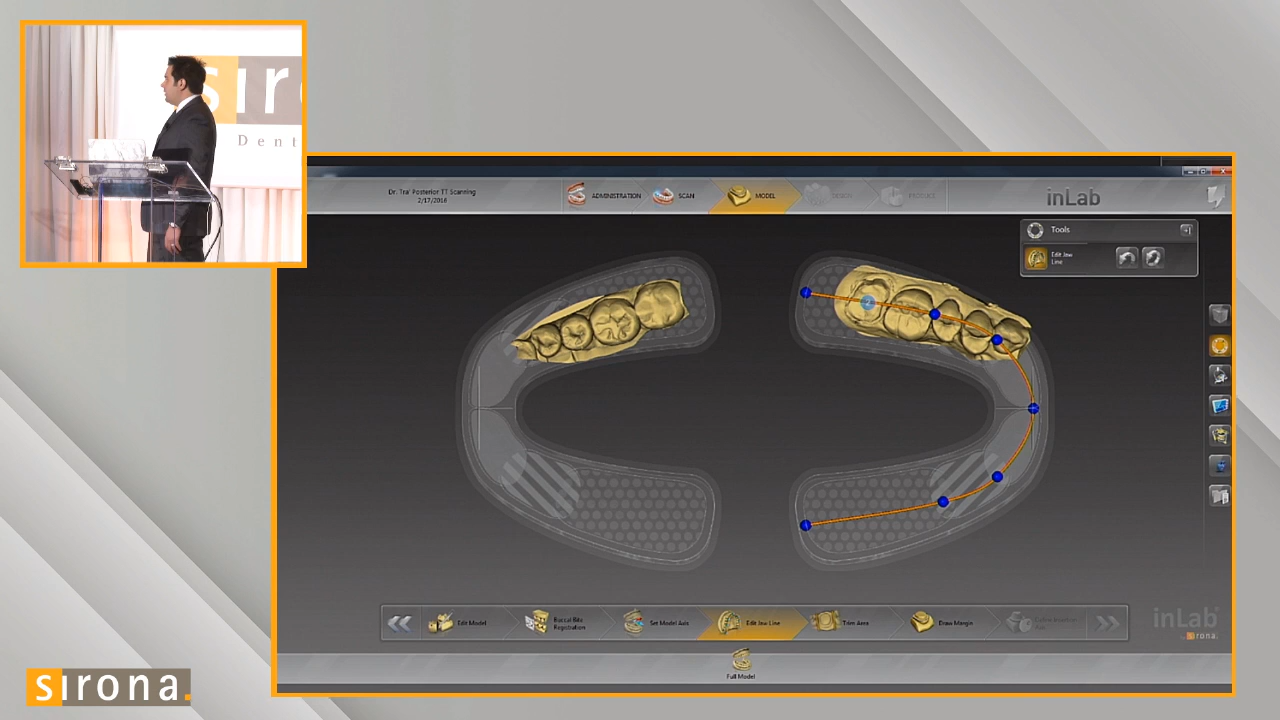 siro
Dent
Dr. Tra' Posterior TT Scanning
2/17/2016
ADMINISTRATION
SCAN
MODEL
DESIGN
PRODUCE
inLab
Tools
Edit Jaw
Line
Edit Model
Buccal Bite
Registration
Set Model Axis
Edit Jaw Line
Trim Area
Draw Margin
Axis
inLab
sirona.
Full Model
sirona.